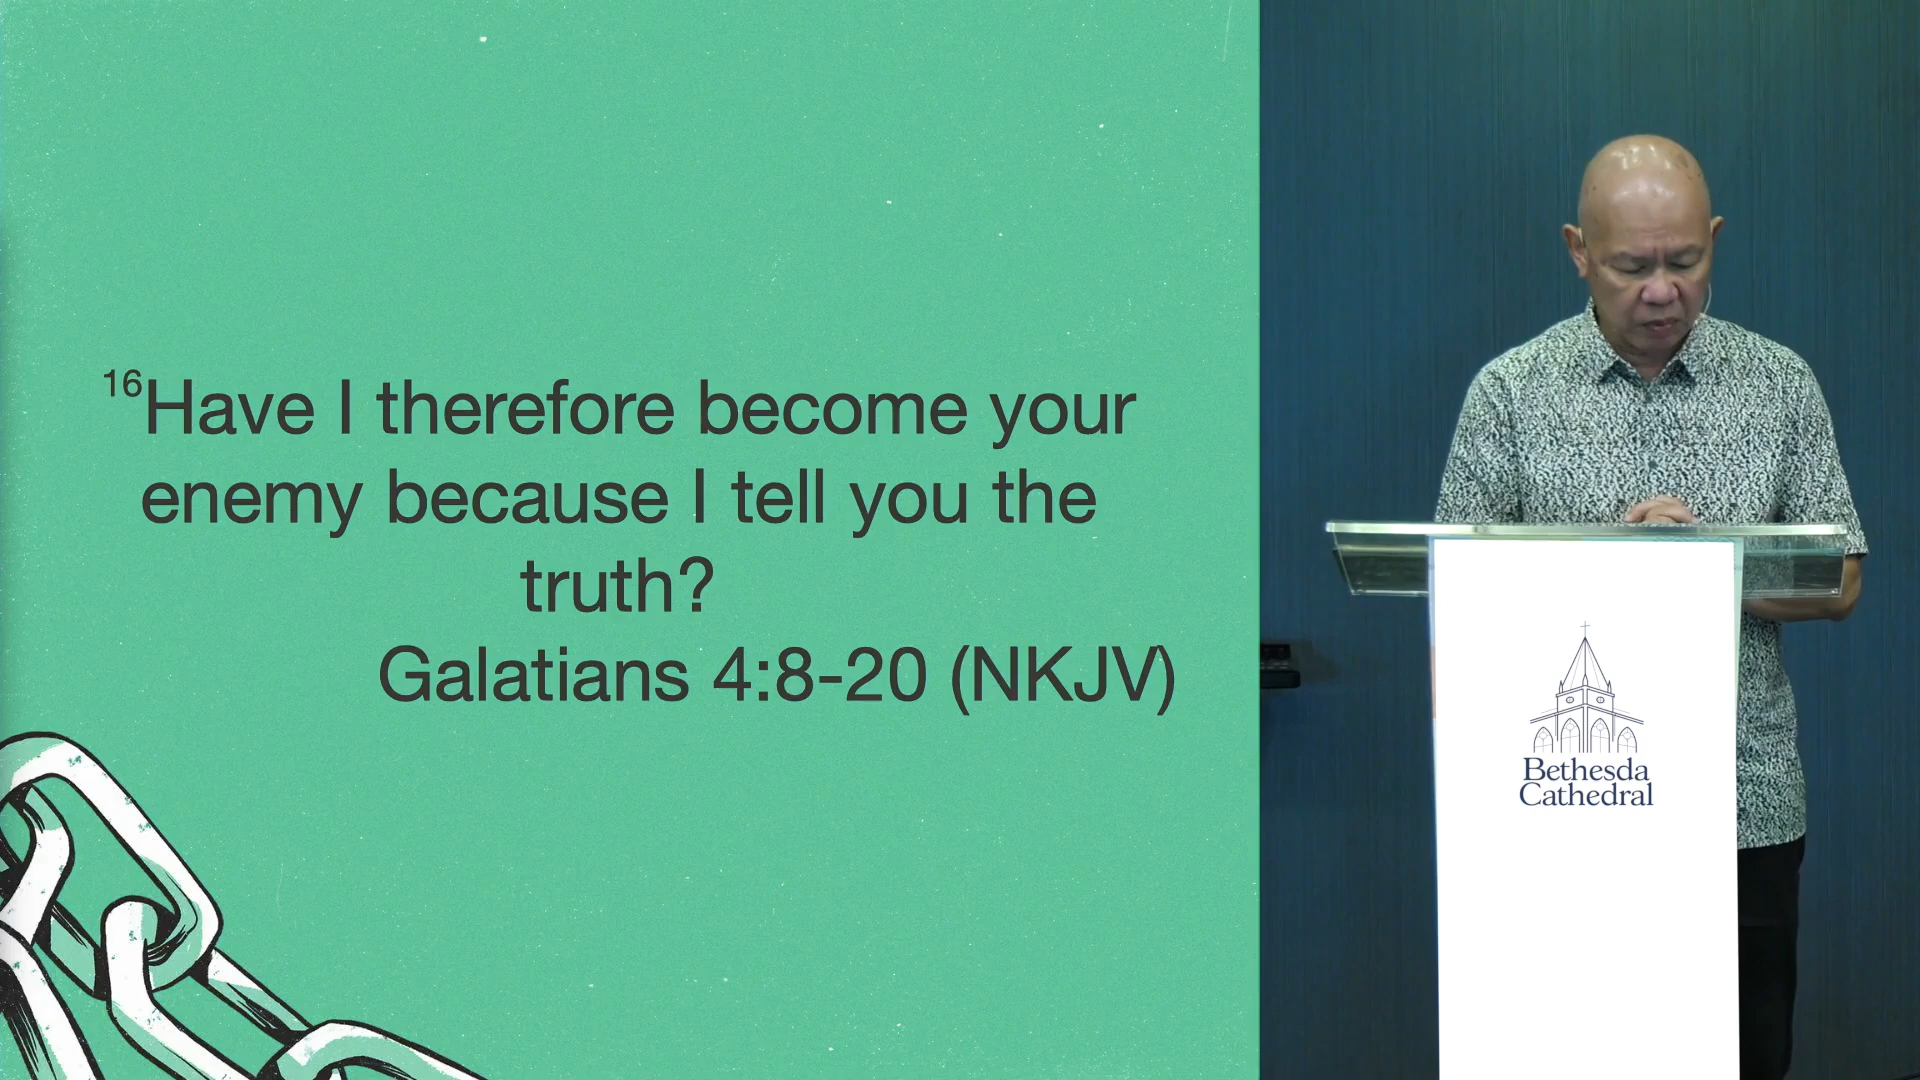 16Have I therefore become your
enemy because I tell you the
truth?
Galatians 4:8-20 (NKJV)
Bethesda
Cathedral